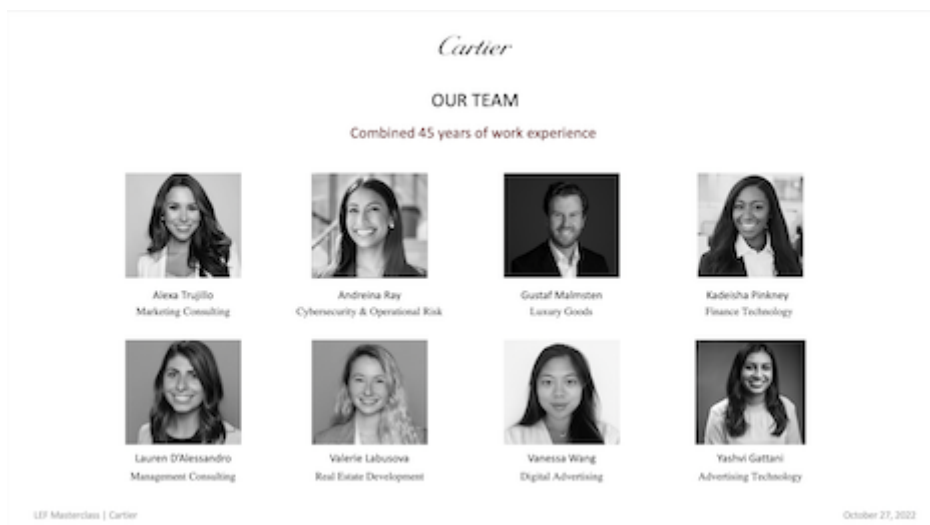 Cartier
OUR TEAM
Combined 45 years of work experience
Alexa Trujillo
Marketing Consulting
Andreina Ray
Cybersecurity & Operational Risk
Gustaf Malmsten
Luxury Goods
Kadeisha Pinkney
Finance Technology
Lauren D'Alessandro
Management Consulting
Valerie Labusova
Real Estate Development
Vanessa Wang
Digital Advertising
Yashvi Gattani
Advertising Technology
LEF Masterclass | Cartier
October 27, 2022